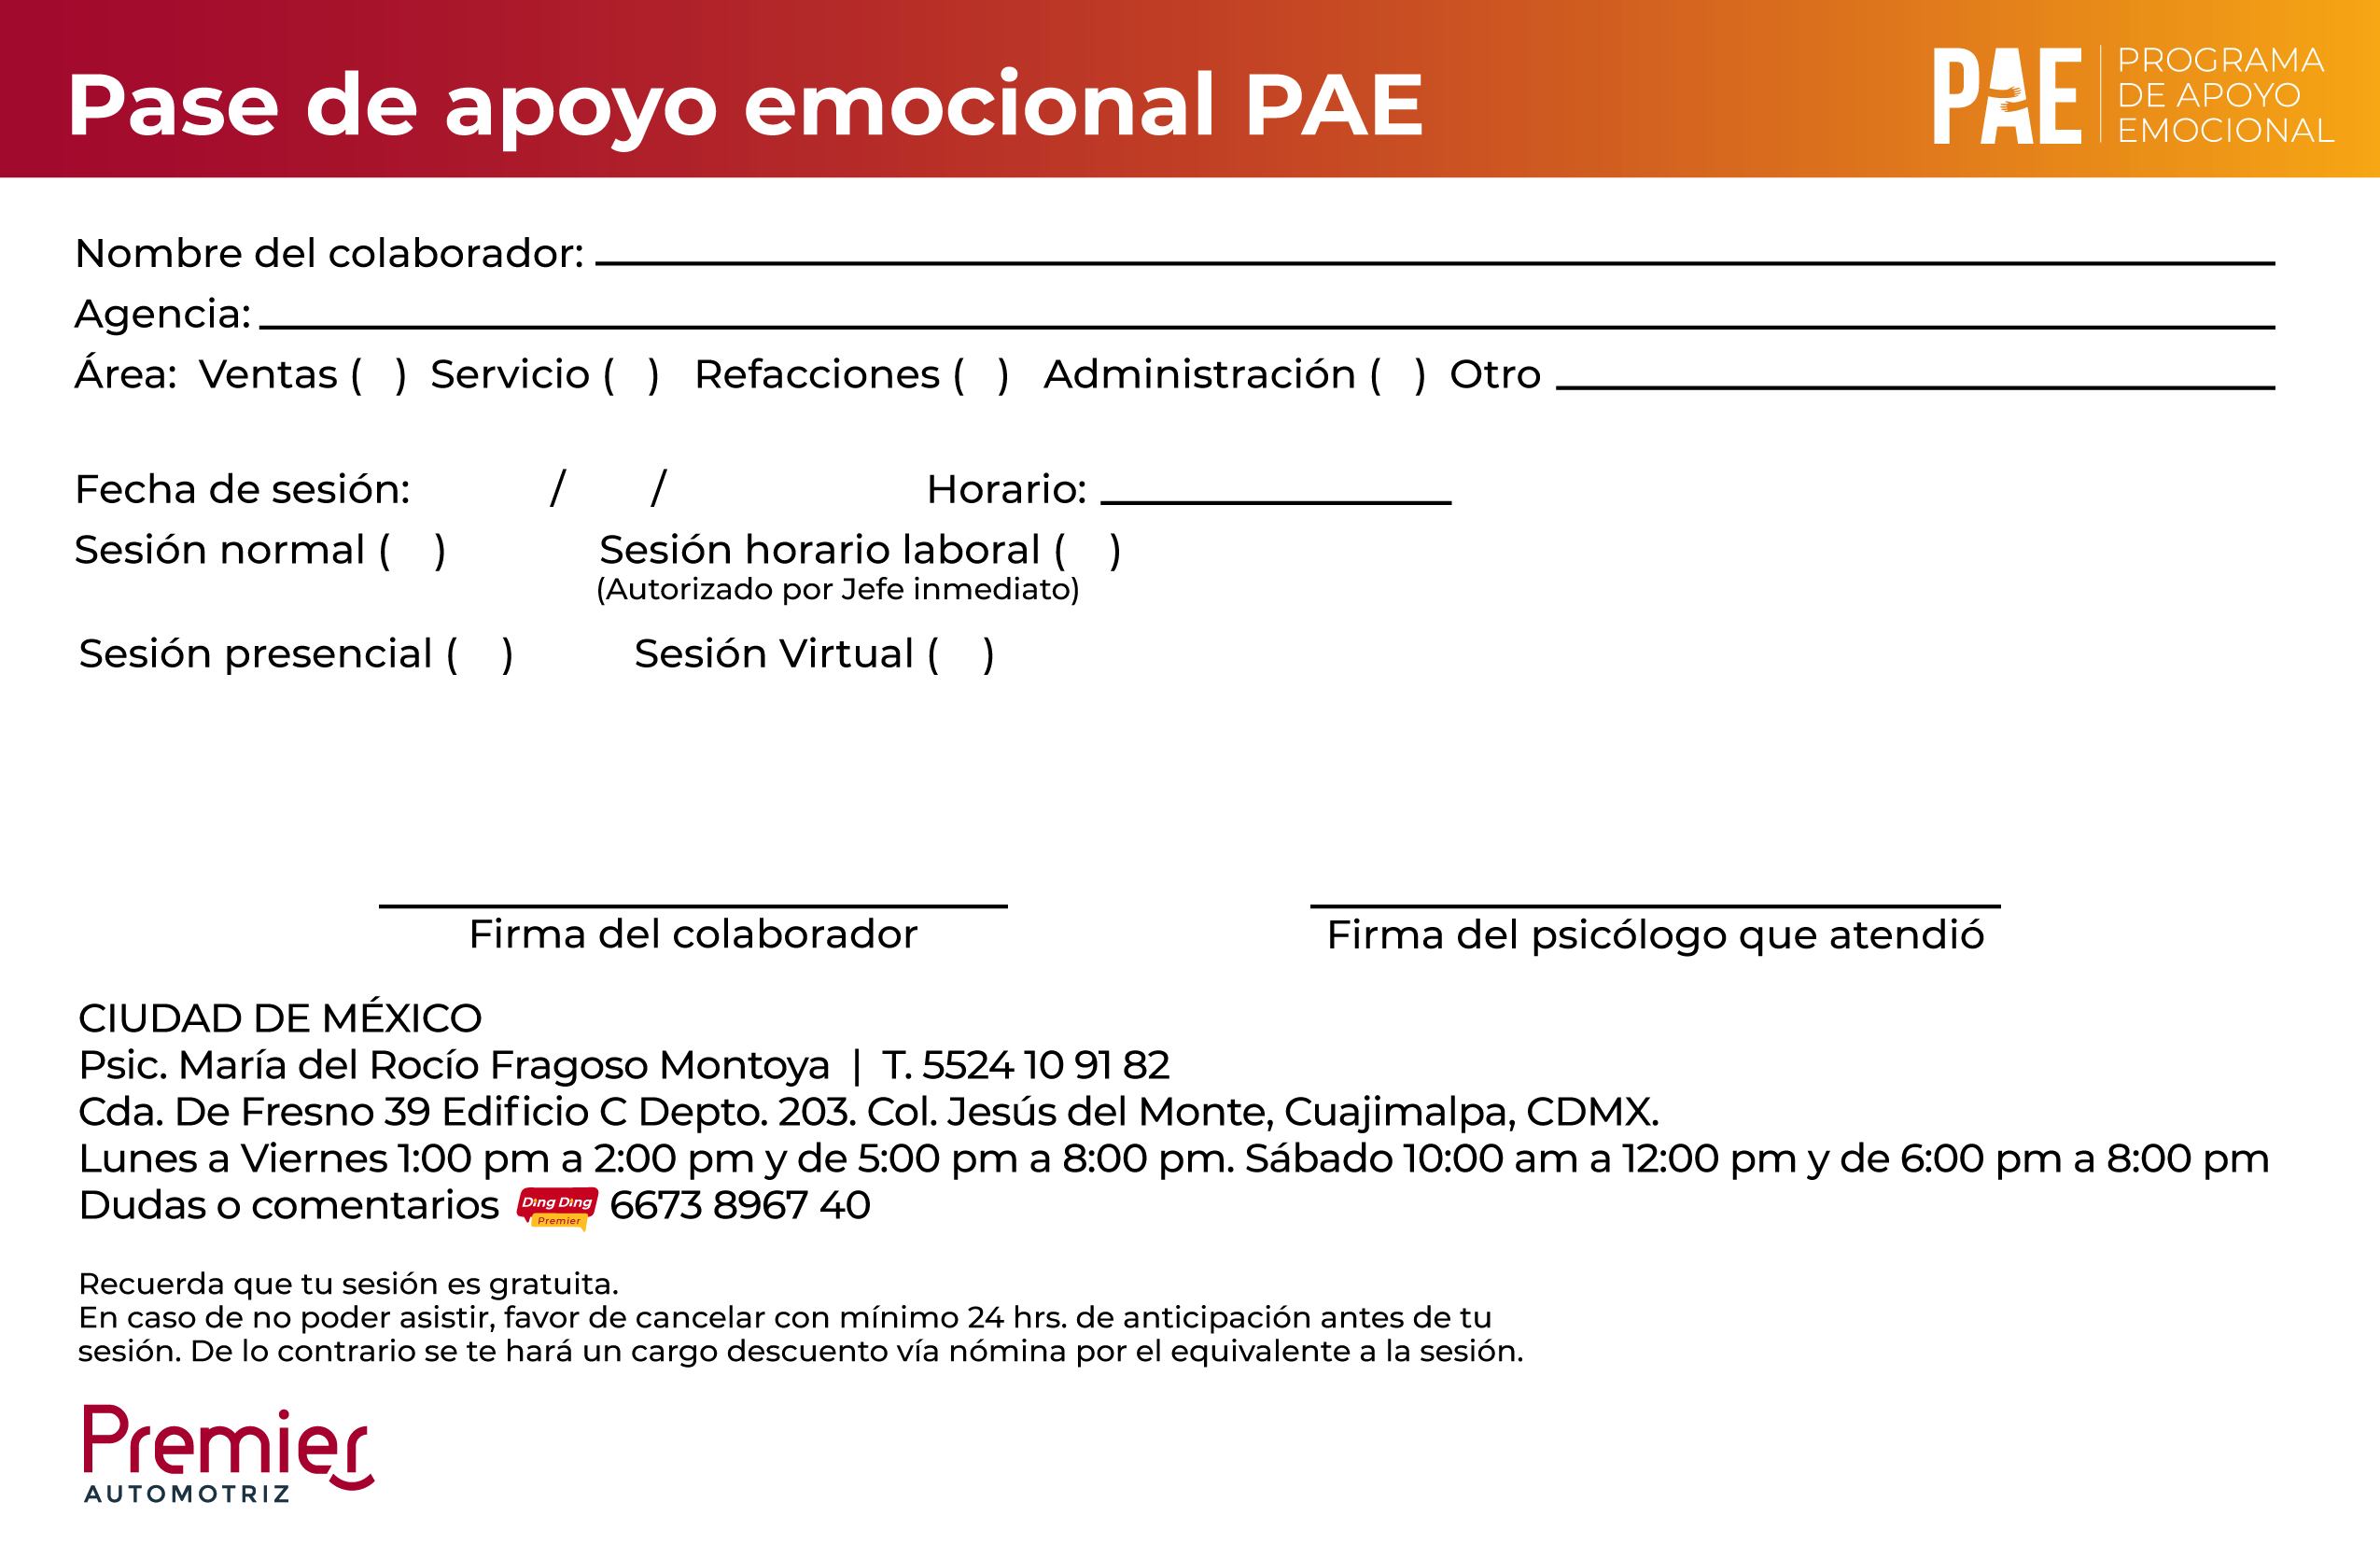 Pase de apoyo emocional PAE
PAE
PROGRAMA
DE APOYO
EMOCIONAL
Nombre del colaborador:
Agencia:
Área: Ventas ( ) Servicio ( ) Refacciones ( ) Administración ( ) Otro
Fecha de sesión: / / Horario:
Sesión normal ( ) Sesión horario laboral ( )
(Autorizado por Jefe inmediato)
Sesión presencial ( ) Sesión Virtual ( )
Firma del colaborador Firma del psicólogo que atendió
CIUDAD DE MÉXICO
Psic. María del Rocío Fragoso Montoya | T. 5524 10 91 82
Cda. De Fresno 39 Edificio C Depto. 203. Col. Jesús del Monte, Cuajimalpa, CDMX.
Lunes a Viernes 1:00 pm a 2:00 pm y de 5:00 pm a 8:00 pm. Sábado 10:00 am a 12:00 pm y de 6:00 pm a 8:00 pm
Dudas o comentarios Ding Ding Premier 6673 8967 40
Recuerda que tu sesión es gratuita.
En caso de no poder asistir, favor de cancelar con mínimo 24 hrs. de anticipación antes de tu
sesión. De lo contrario se te hará un cargo descuento vía nómina por el equivalente a la sesión.
Premier
AUTOMOTRIZ